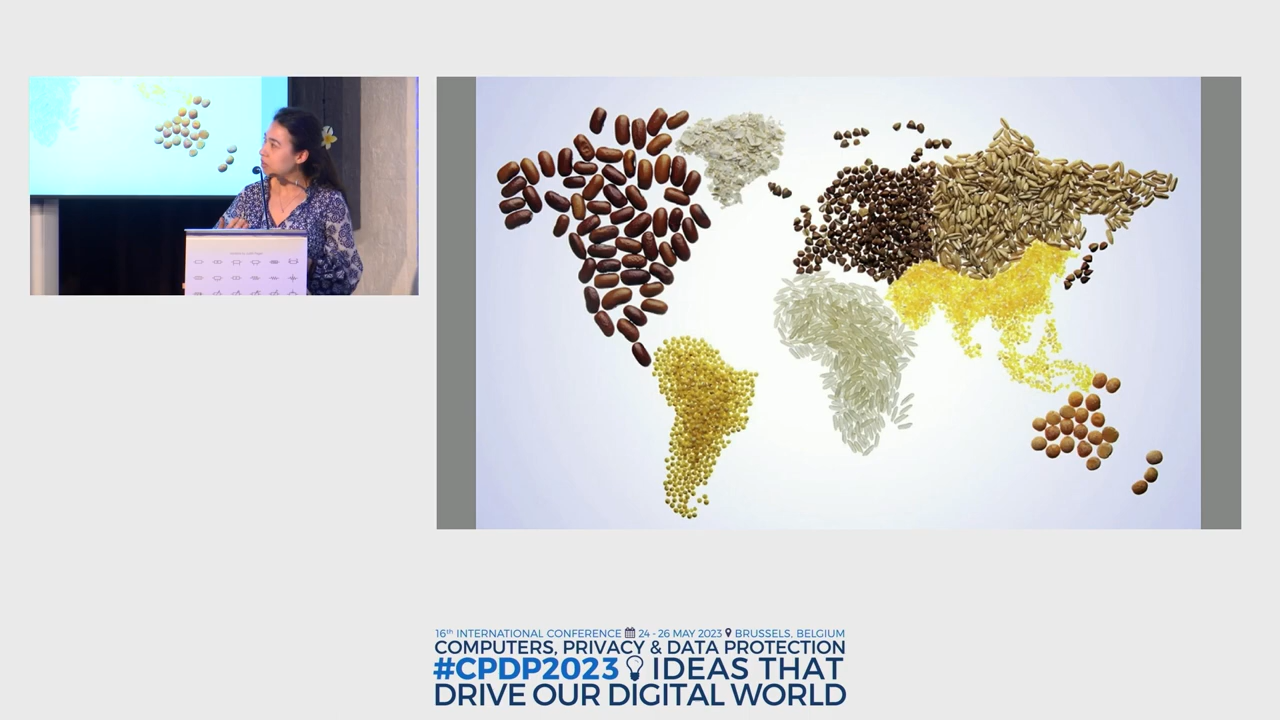 16th INTERNATIONAL CONFERENCE 24 - 26 MAY 2023 BRUSSELS, BELGIUM
COMPUTERS, PRIVACY & DATA PROTECTION
#CPDP2023 IDEAS THAT
DRIVE OUR DIGITAL WORLD